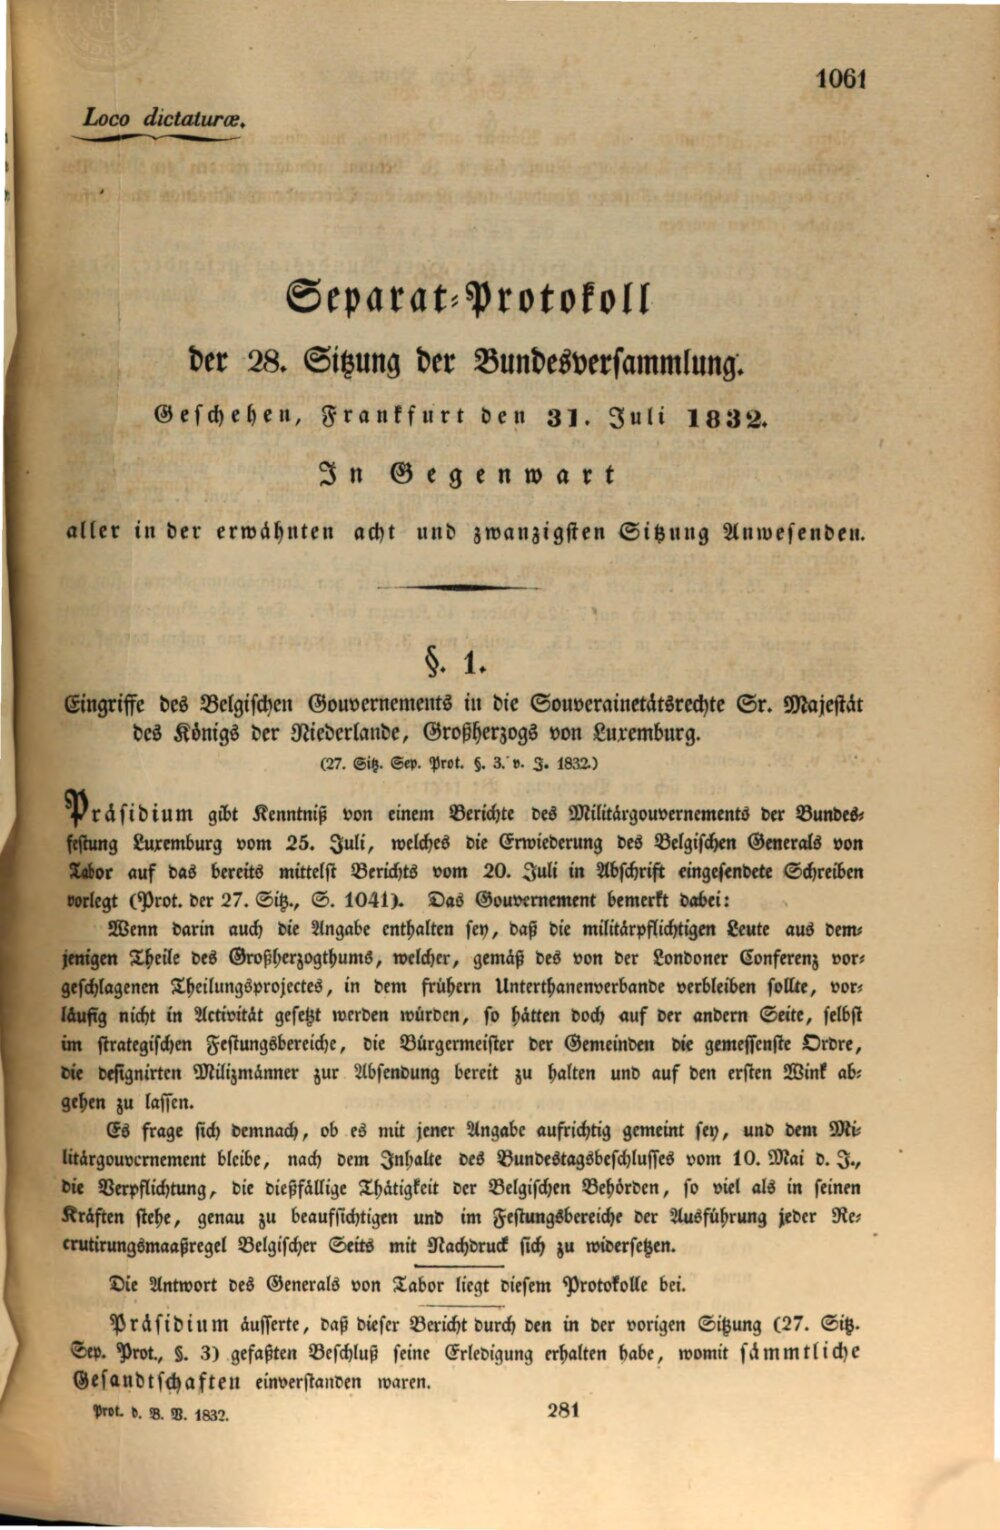 1061
Loco dictaturæ.
Separat-Protokoll
der 28. Sitzung der Bundesversammlung.
Geschehen, Frankfurt den 31. Juli 1832.
In Gegenwart
aller in der erwähnten acht und zwanzigsten Sitzung Anwesenden.
§. 1.
Eingriffe des Belgischen Gouvernements in die Souverainetätsrechte Sr. Majestät
des Königs der Niederlande, Großherzogs von Luxemburg.
(27. Sitz. Sep. Prot. §. 3. v. J. 1832.)
Präsidium gibt Kenntniß von einem Berichte des Militärgouvernements der Bundes-
festung Luxemburg vom 25. Juli, welches die Erwiederung des Belgischen Generals von
Tabor auf das bereits mittelst Berichts vom 20. Juli in Abschrift eingesendete Schreiben
vorlegt (Prot. der 27. Sitz., S. 1041). Das Gouvernement bemerkt dabei:
Wenn darin auch die Angabe enthalten sey, daß die militärpflichtigen Leute aus dem-
jenigen Theile des Großherzogthums, welcher, gemäß des von der Londoner Conferenz vor-
geschlagenen Theilungsprojectes, in dem frühern Unterthanenverbande verbleiben sollte, vor-
läufig nicht in Activität gesetzt werden würden, so hätten doch auf der andern Seite, selbst
im strategischen Festungsbereiche, die Bürgermeister der Gemeinden die gemessenste Ordre,
die designirten Milizmänner zur Absendung bereit zu halten und auf den ersten Wink ab-
gehen zu lassen.
Es frage sich demnach, ob es mit jener Angabe aufrichtig gemeint sey, und dem Mi-
litärgouvernement bleibe, nach dem Inhalte des Bundestagsbeschlusses vom 10. Mai d. J.,
die Verpflichtung, die dießfällige Thätigkeit der Belgischen Behörden, so viel als in seinen
Kräften stehe, genau zu beaufsichtigen und im Festungsbereiche der Ausführung jeder Re-
crutirungsmaaßregel Belgischer Seits mit Nachdruck sich zu widersetzen.
Die Antwort des Generals von Tabor liegt diesem Protokolle bei.
Präsidium äusserte, daß dieser Bericht durch den in der vorigen Sitzung (27. Sitz.
Sep. Prot., §. 3) gefaßten Beschluß seine Erledigung erhalten habe, womit sämmtliche
Gesandtschaften einverstanden waren.
Prot. d. B. V. 1832.
281